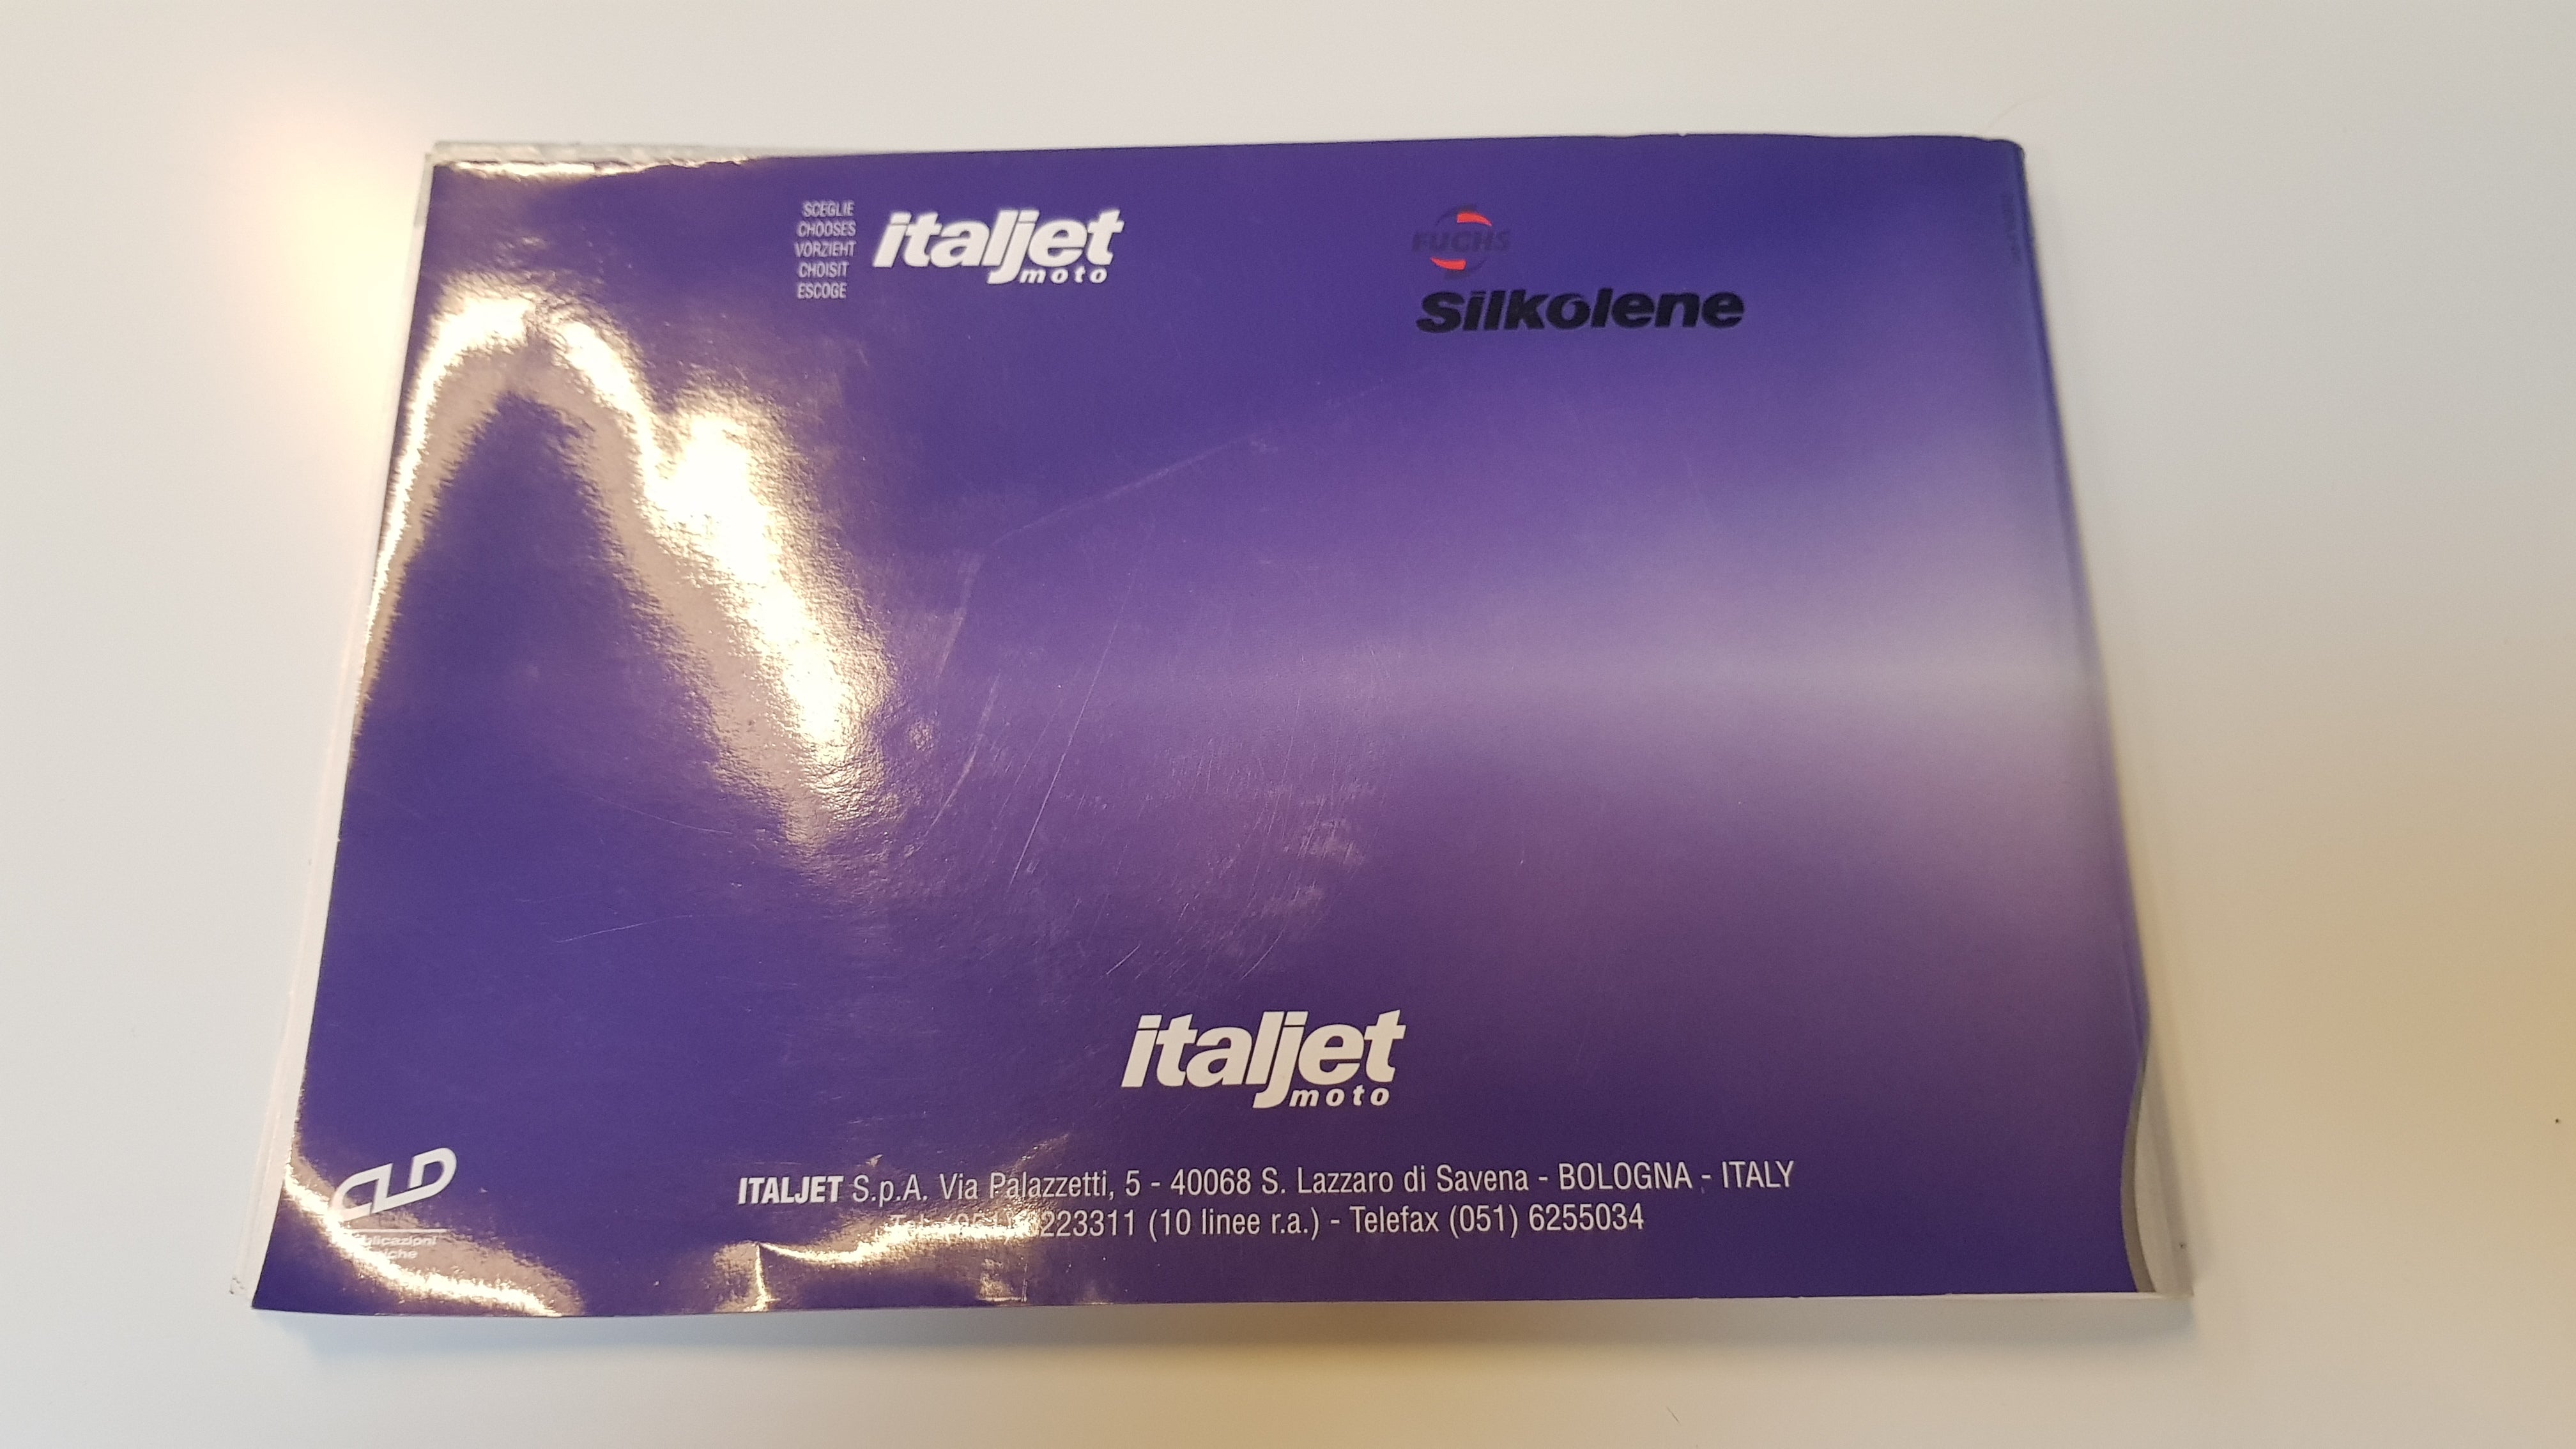 SCEGLIE
CHOOSES
VORZIEHT
CHOISIT
ESCOGE
italjet
moto
FUCHS
Silkolene
italjet
moto
CLD
ITALJET S.p.A. Via Palazzetti, 5 - 40068 S. Lazzaro di Savena - BOLOGNA - ITALY
(10 linee r.a.) - Telefax (051) 6255034